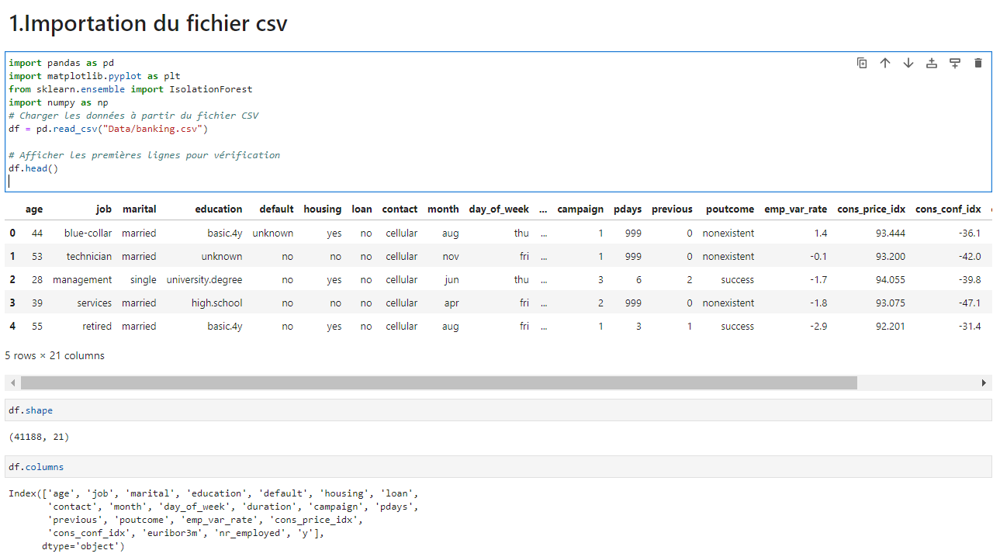 1.Importation du fichier csv
import pandas as pd
import matplotlib.pyplot as plt
from sklearn.ensemble import IsolationForest
import numpy as np
# Charger les données à partir du fichier CSV
df = pd.read_csv("Data/banking.csv")
# Afficher les premières lignes pour vérification
df.head()
age job marital education default housing loan contact month day_of_week ... campaign pdays previous poutcome emp_var_rate cons_price_idx cons_conf_idx
0 44 blue-collar married basic.4y unknown yes no cellular aug thu ... 1 999 0 nonexistent 1.4 93.444 -36.1
1 53 technician married unknown no no no cellular nov fri ... 1 999 0 nonexistent -0.1 93.200 -42.0
2 28 management single university.degree no yes no cellular jun thu ... 3 6 2 success -1.7 94.055 -39.8
3 39 services married high.school no no no cellular apr fri ... 2 999 0 nonexistent -1.8 93.075 -47.1
4 55 retired married basic.4y no yes no cellular aug fri ... 1 3 1 success -2.9 92.201 -31.4
5 rows × 21 columns
df.shape
(41188, 21)
df.columns
Index(['age', 'job', 'marital', 'education', 'default', 'housing', 'loan',
'contact', 'month', 'day_of_week', 'duration', 'campaign', 'pdays',
'previous', 'poutcome', 'emp_var_rate', 'cons_price_idx',
'cons_conf_idx', 'euribor3m', 'nr_employed', 'y'],
dtype='object')